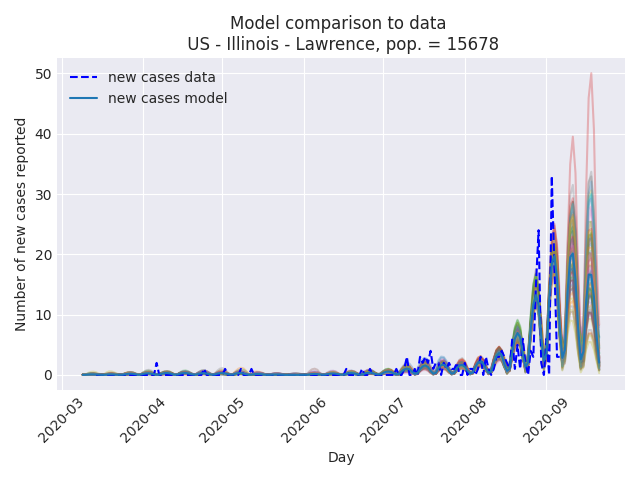 Model comparison to data
US - Illinois - Lawrence, pop. = 15678
new cases data
new cases model
Number of new cases reported
50
40
30
20
10
0
2020-03
2020-04
2020-05
2020-06
2020-07
2020-08
2020-09
Day